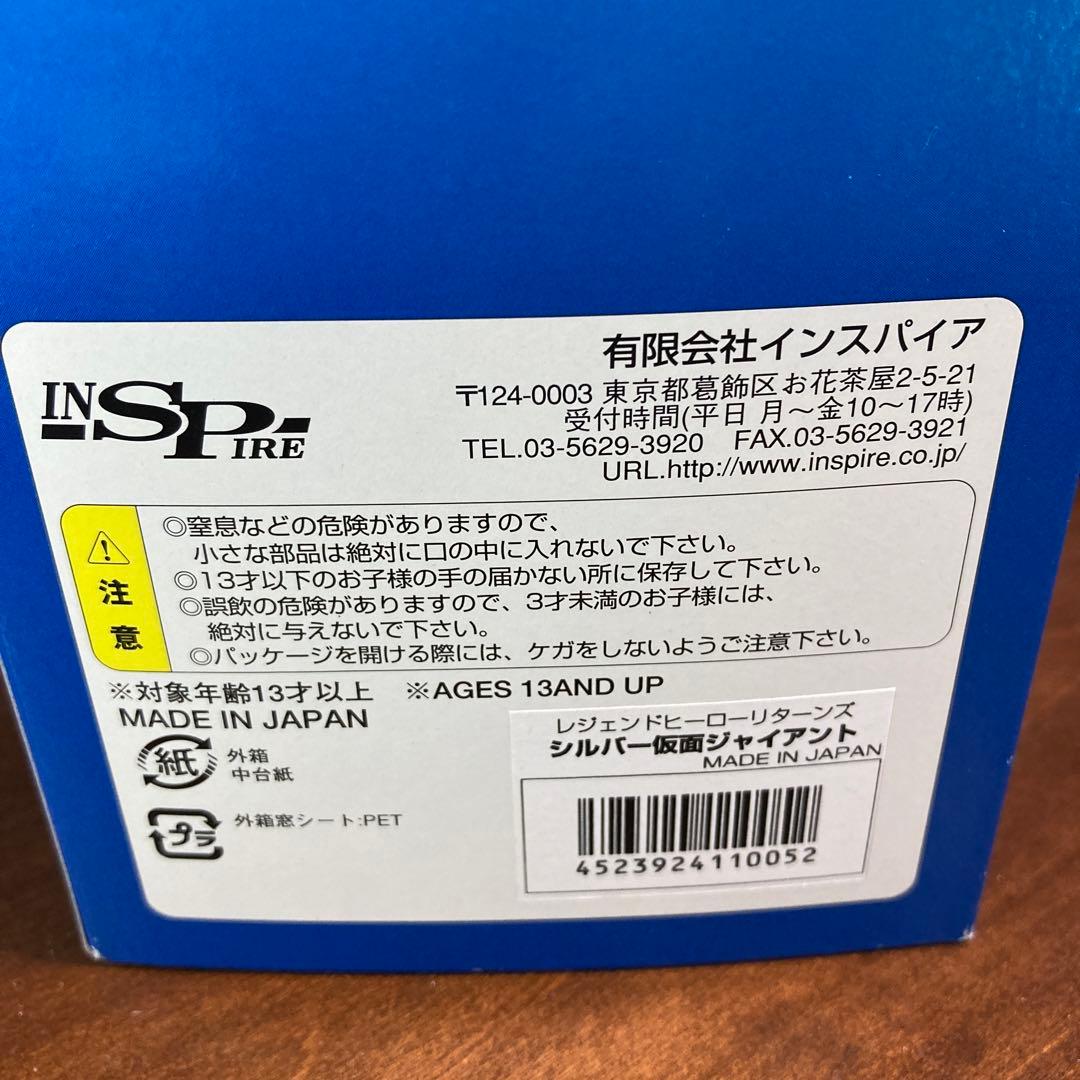 INSPIRE
有限会社インスパイア
〒124-0003 東京都葛飾区お花茶屋2-5-21
受付時間(平日 月〜金10〜17時)
TEL.03-5629-3920 FAX.03-5629-3921
URL.http://www.inspire.co.jp/
注意
◎窒息などの危険がありますので、
小さな部品は絶対に口の中に入れないで下さい。
◎13才以下のお子様の手の届かない所に保存して下さい。
◎誤飲の危険がありますので、3才未満のお子様には、
絶対に与えないで下さい。
◎パッケージを開ける際には、ケガをしないようご注意下さい。
※対象年齢13才以上 ※AGES 13AND UP
MADE IN JAPAN
紙
外箱
中台紙
プラ
外箱窓シート:PET
レジェンドヒーローリターンズ
シルバー仮面ジャイアント
MADE IN JAPAN
4523924110052